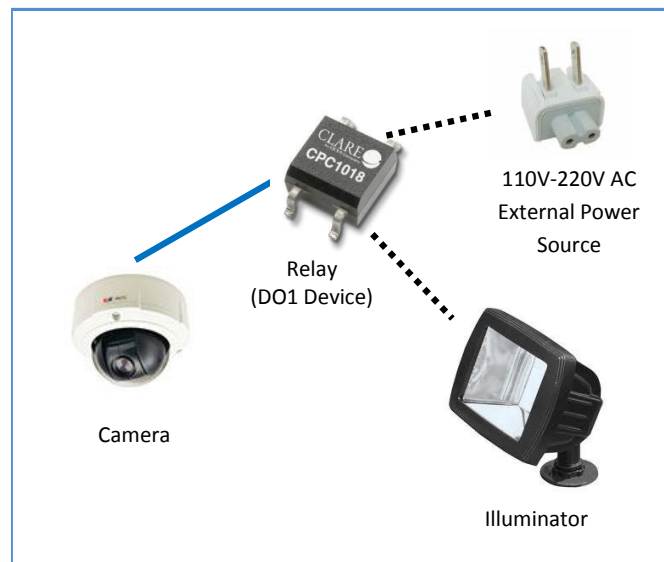 CLARE
CPC1018
110V-220V AC
External Power
Source
Relay
(DO1 Device)
Camera
Illuminator